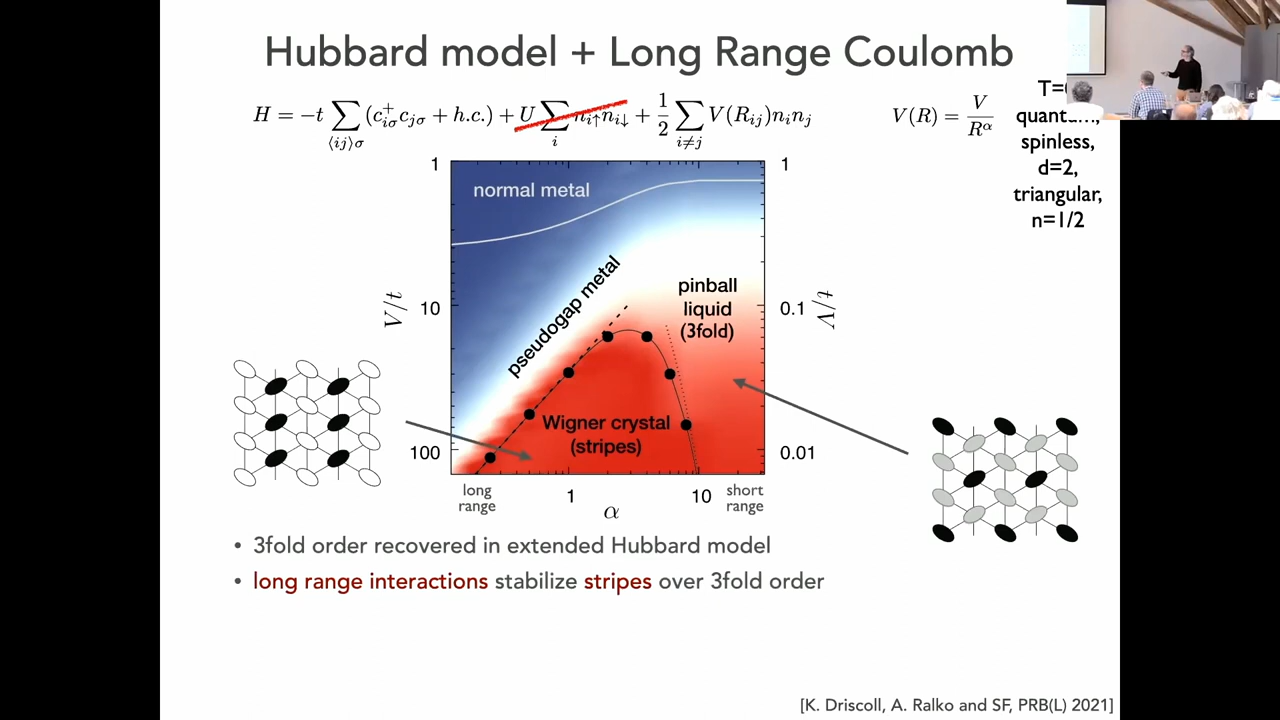 Hubbard model + Long Range Coulomb
H = −t ∑⟨ij⟩σ (c⁺iσ cjσ + h.c.) + U ∑i ni↑ni↓ + 1/2 ∑i≠j V(Rij)ninj
V(R) = V/R^α
quantum,
spinless,
d=2,
triangular,
n=1/2
1
1
normal metal
pseudogap metal
pinball
liquid
(3fold)
V/t
10
0.1
t/V
Wigner crystal
(stripes)
100
0.01
long
range
1
10
short
range
α
• 3fold order recovered in extended Hubbard model
• long range interactions stabilize stripes over 3fold order
[K. Driscoll, A. Ralko and SF, PRB(L) 2021]